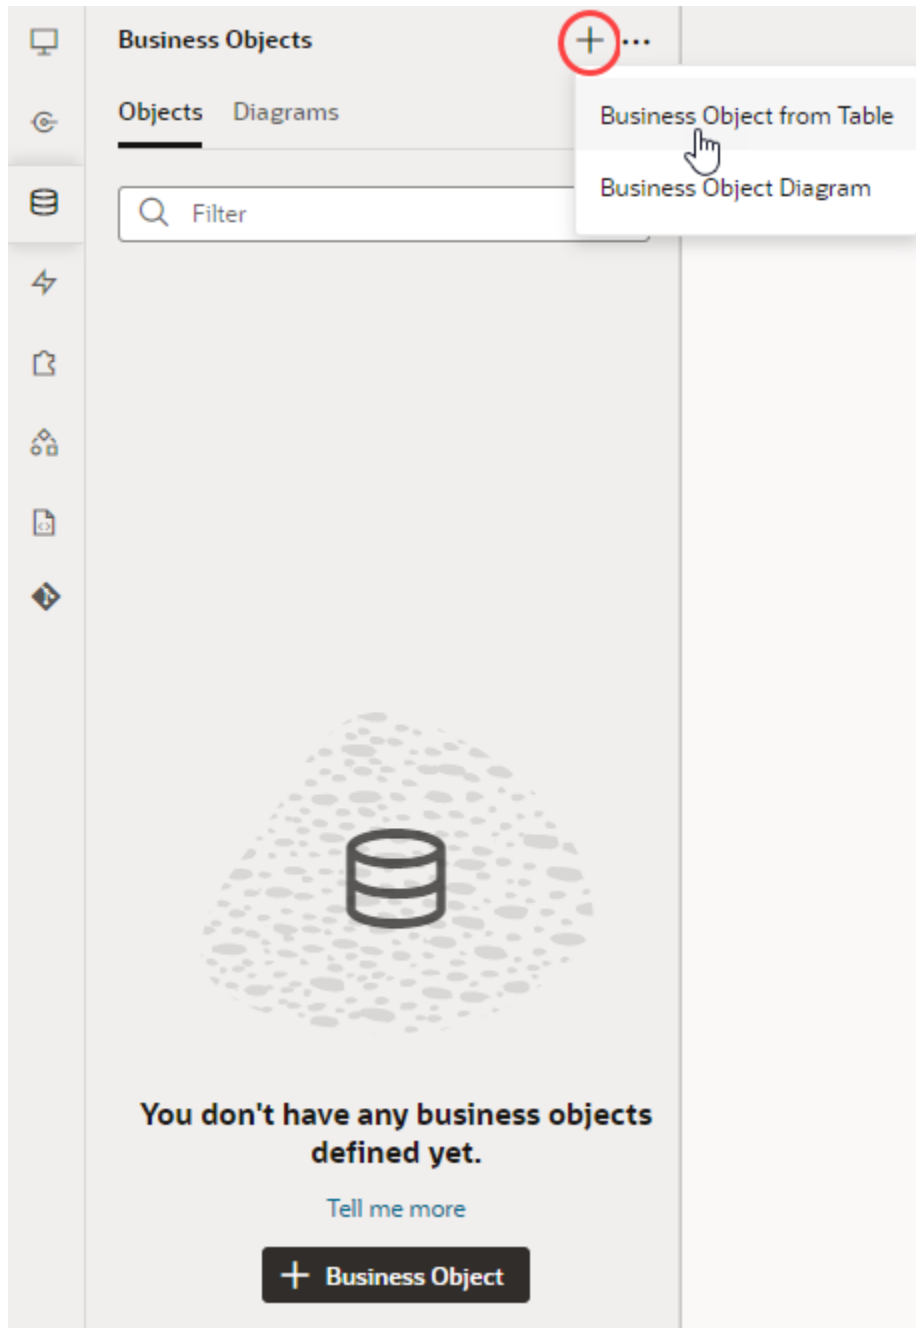 Business Objects
Objects Diagrams
Business Object from Table
Business Object Diagram
Filter
You don't have any business objects
defined yet.
Tell me more
Business Object